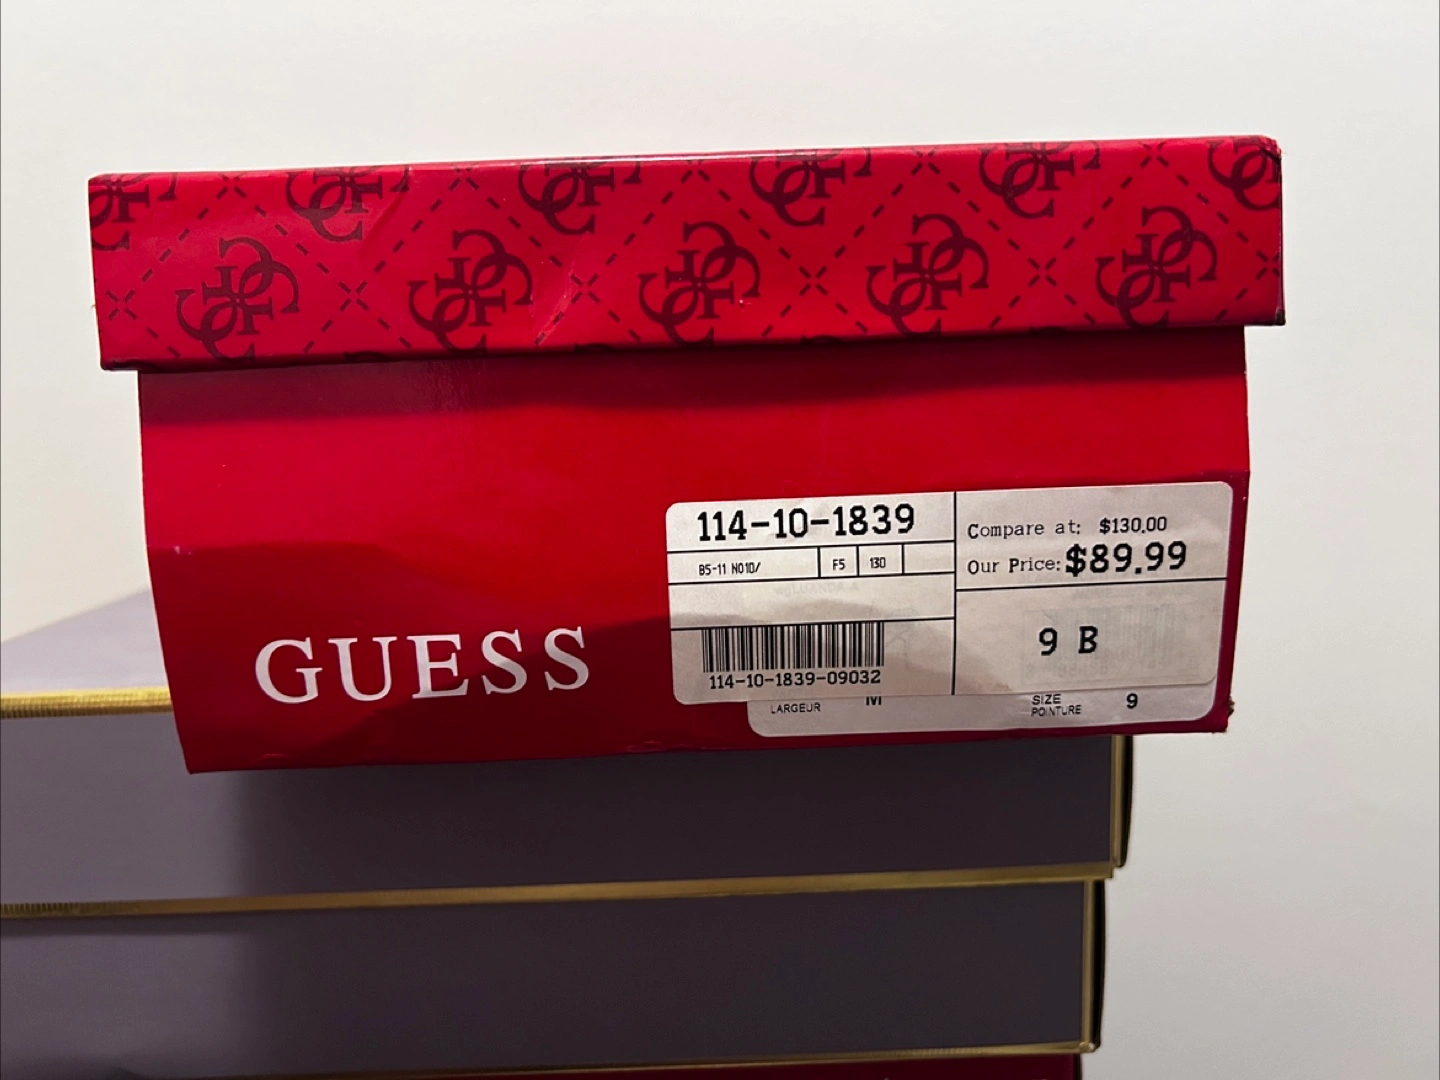 GUESS
114-10-1839
B5-11 N010/ F5 130
114-10-1839-09032
Compare at: $130.00
Our Price: $89.99
9 B
LARGEUR M
SIZE 9
POINTURE